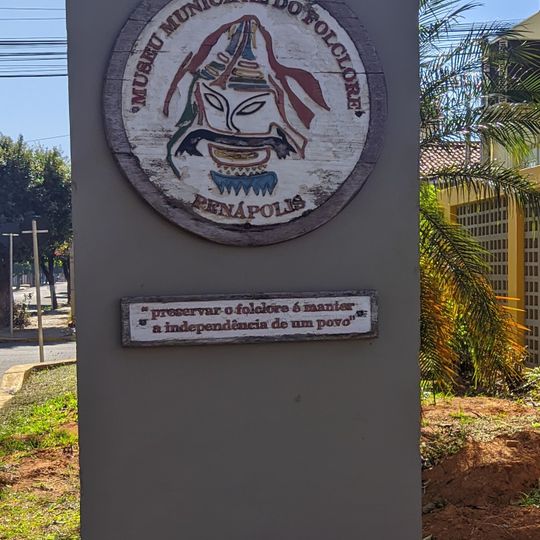 MUSEU MUNICIPAL DO FOLCLORE
PENÁPOLIS
"preservar o folclore é manter
a independência de um povo"